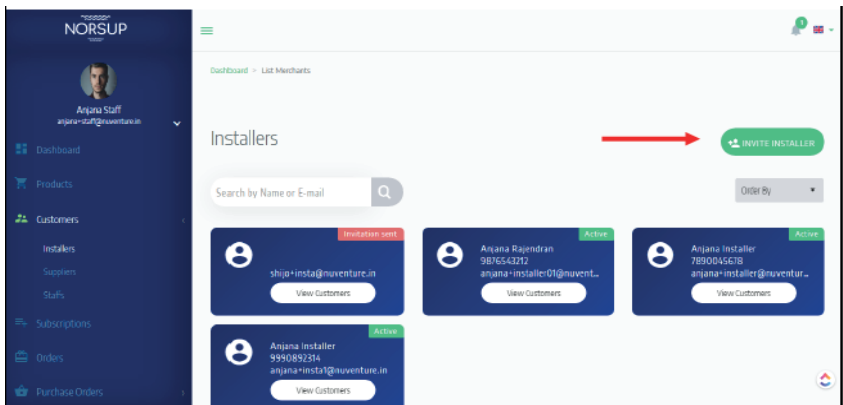 NORSUP
1
Anjana Staff
anjana+staff@nuventure.in
Dashboard
Products
Customers
Installers
Suppliers
Staffs
Subscriptions
Orders
Purchase Orders
Dashboard > List Merchants
Installers
INVITE INSTALLER
Search by Name or E-mail
Order By
Invitation sent
shijo+insta@nuventure.in
View Customers
Active
Anjana Rajendran
9876543212
anjana+installer01@nuvent...
View Customers
Active
Anjana Installer
7890045678
anjana+installer@nuventur...
View Customers
Active
Anjana Installer
9990892314
anjana+insta1@nuventure.in
View Customers